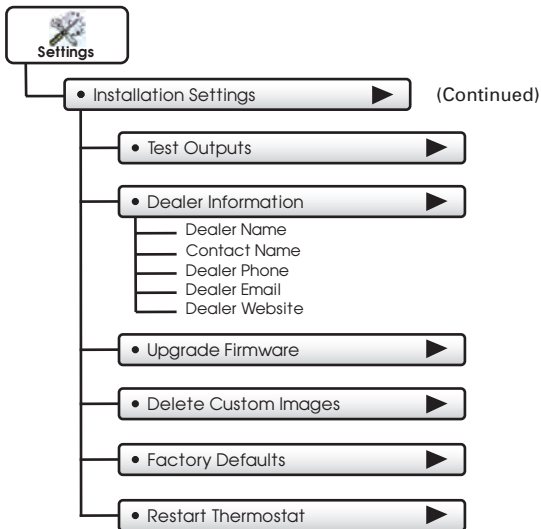 Settings
• Installation Settings
(Continued)
• Test Outputs
• Dealer Information
Dealer Name
Contact Name
Dealer Phone
Dealer Email
Dealer Website
• Upgrade Firmware
• Delete Custom Images
• Factory Defaults
• Restart Thermostat